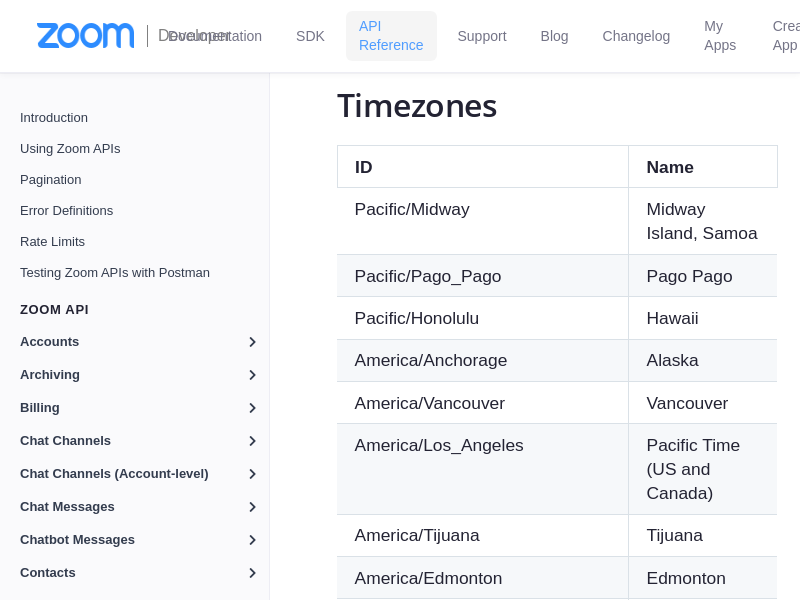 zoom
Developer
Documentation
SDK
API
Reference
Support
Blog
Changelog
My
Apps
App
Introduction
Using Zoom APIs
Pagination
Error Definitions
Rate Limits
Testing Zoom APIs with Postman
ZOOM API
Accounts
Archiving
Billing
Chat Channels
Chat Channels (Account-level)
Chat Messages
Chatbot Messages
Contacts
Timezones
ID Name
Pacific/Midway Midway
Island, Samoa
Pacific/Pago_Pago Pago Pago
Pacific/Honolulu Hawaii
America/Anchorage Alaska
America/Vancouver Vancouver
America/Los_Angeles Pacific Time
(US and
Canada)
America/Tijuana Tijuana
America/Edmonton Edmonton